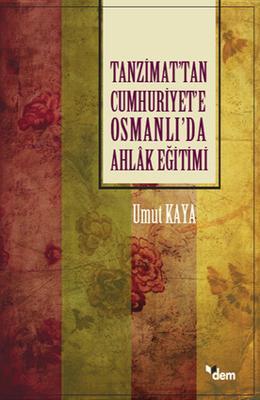 TANZİMAT'TAN
CUMHURİYET'E
OSMANLI'DA
AHLÂK EĞİTİMİ
Umut KAYA
dem